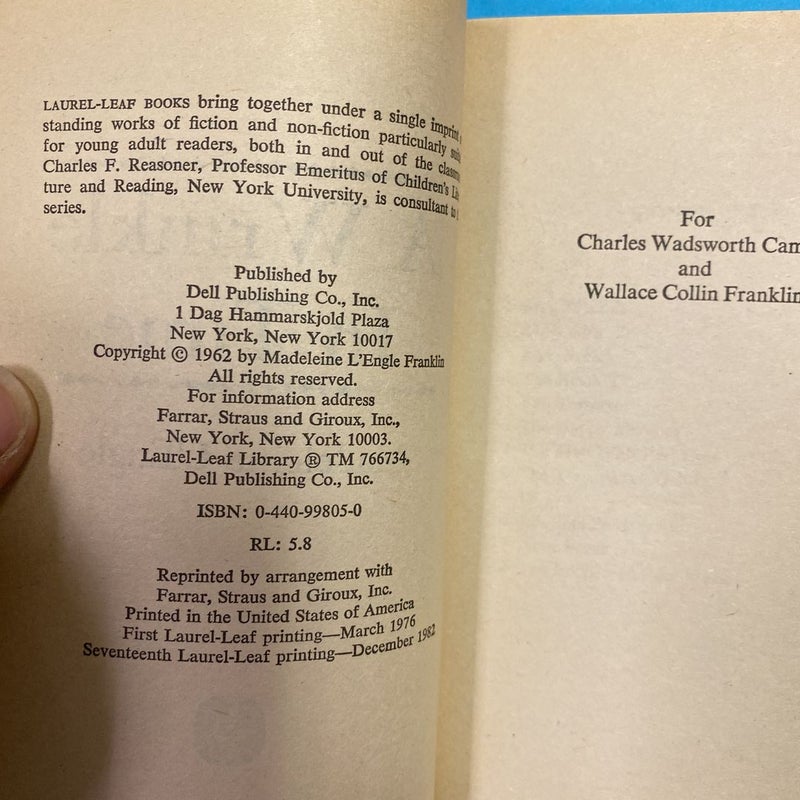 LAUREL-LEAF BOOKS bring together under a single imprint
standing works of fiction and non-fiction particularly
for young adult readers, both in and out of the
Charles F. Reasoner, Professor Emeritus of Children's
ture and Reading, New York University, is consultant to
series.
Published by
Dell Publishing Co., Inc.
1 Dag Hammarskjold Plaza
New York, New York 10017
Copyright © 1962 by Madeleine L'Engle Franklin
All rights reserved.
For information address
Farrar, Straus and Giroux, Inc.,
New York, New York 10003.
Laurel-Leaf Library ® TM 766734,
Dell Publishing Co., Inc.
ISBN: 0-440-99805-0
RL: 5.8
Reprinted by arrangement with
Farrar, Straus and Giroux, Inc.
Printed in the United States of America
First Laurel-Leaf printing—March 1976
Seventeenth Laurel-Leaf printing—December 1982
For
Charles Wadsworth Cam
and
Wallace Collin Franklin